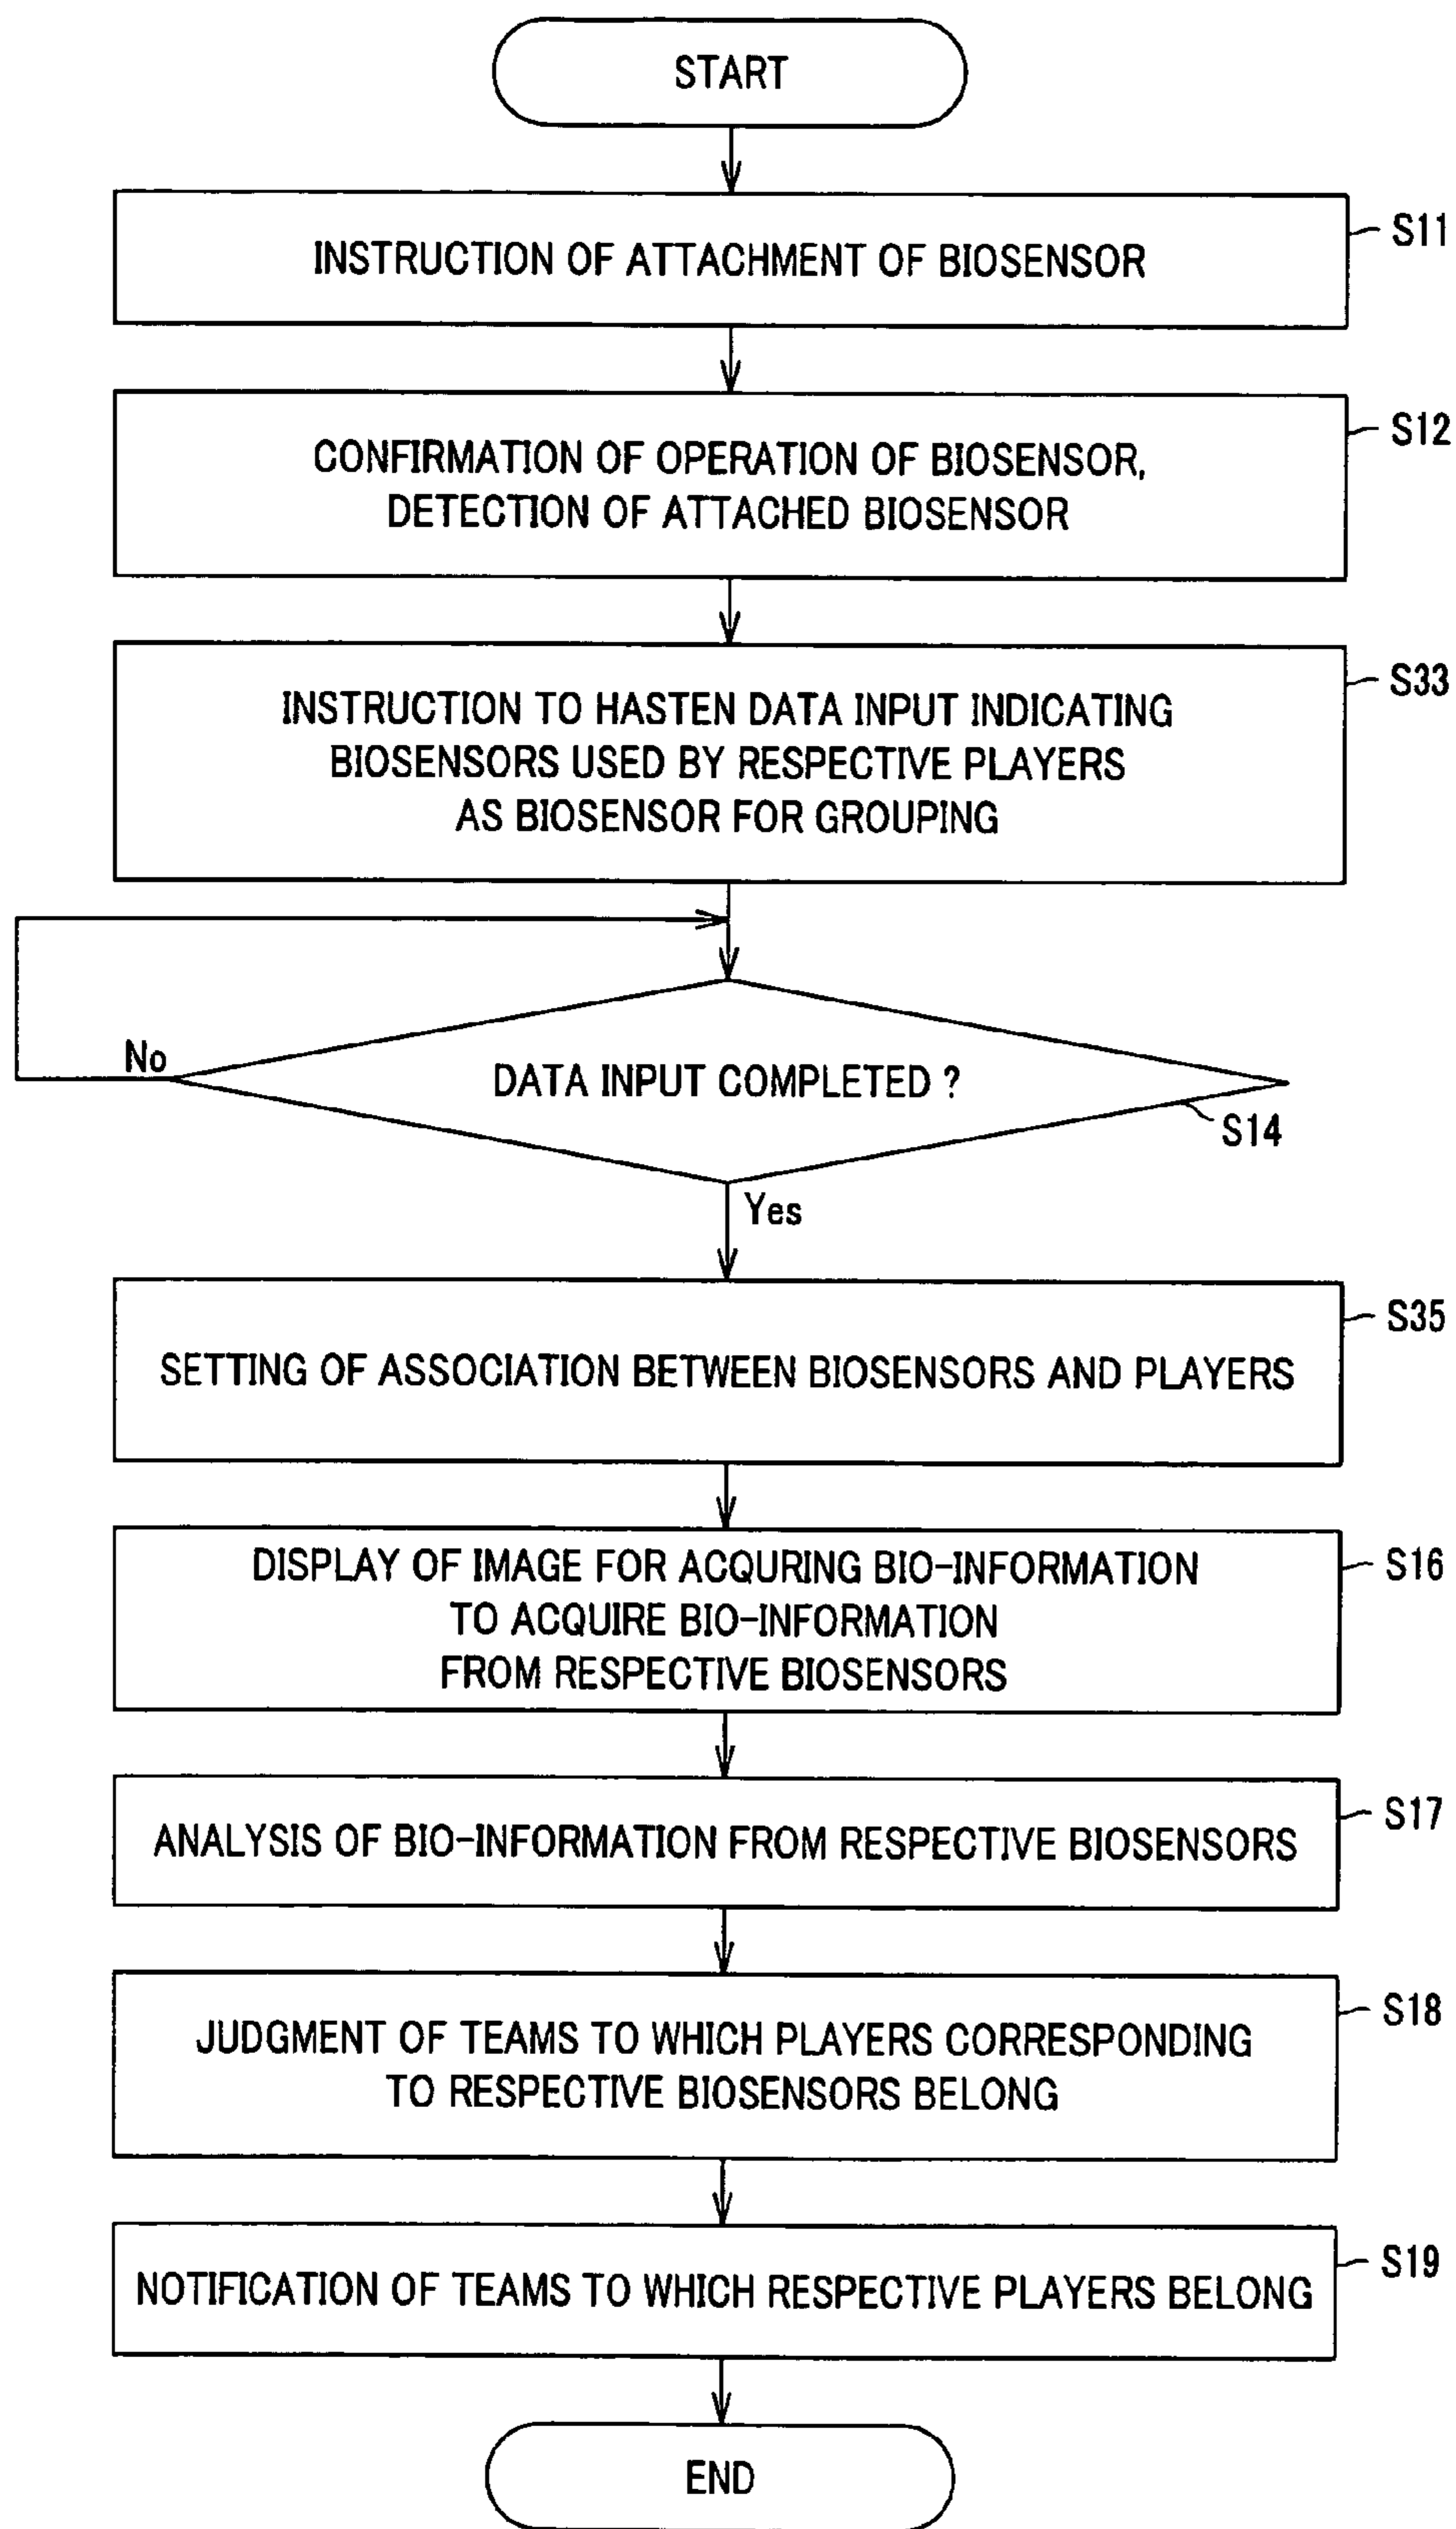 START
INSTRUCTION OF ATTACHMENT OF BIOSENSOR
S11
CONFIRMATION OF OPERATION OF BIOSENSOR,
DETECTION OF ATTACHED BIOSENSOR
S12
INSTRUCTION TO HASTEN DATA INPUT INDICATING
BIOSENSORS USED BY RESPECTIVE PLAYERS
AS BIOSENSOR FOR GROUPING
S33
No
DATA INPUT COMPLETED ?
S14
Yes
SETTING OF ASSOCIATION BETWEEN BIOSENSORS AND PLAYERS
S35
DISPLAY OF IMAGE FOR ACQURING BIO-INFORMATION
TO ACQUIRE BIO-INFORMATION
FROM RESPECTIVE BIOSENSORS
S16
ANALYSIS OF BIO-INFORMATION FROM RESPECTIVE BIOSENSORS
S17
JUDGMENT OF TEAMS TO WHICH PLAYERS CORRESPONDING
TO RESPECTIVE BIOSENSORS BELONG
S18
NOTIFICATION OF TEAMS TO WHICH RESPECTIVE PLAYERS BELONG
S19
END